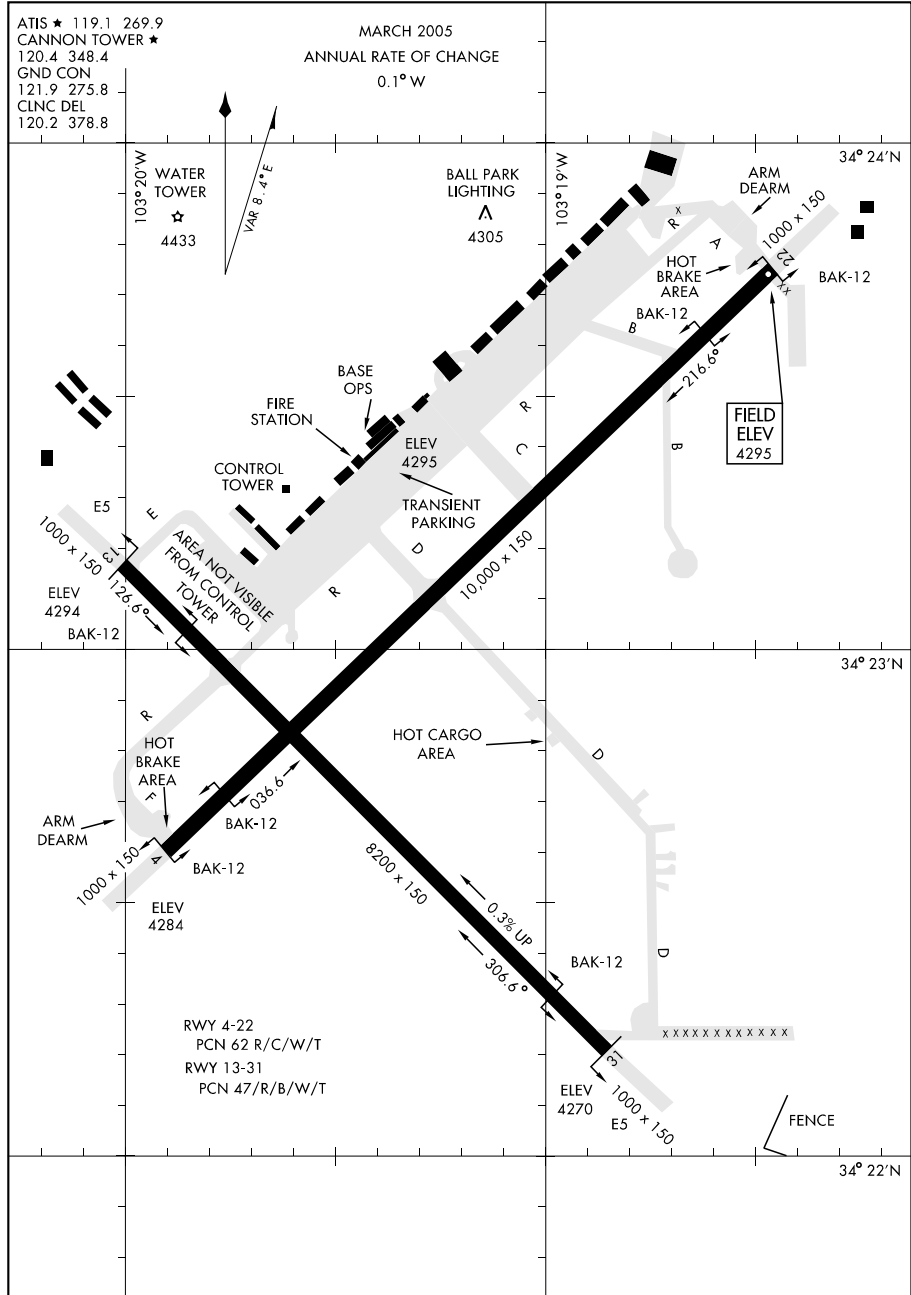 ATIS ★ 119.1 269.9
CANNON TOWER ★
120.4 348.4
GND CON
121.9 275.8
CLNC DEL
120.2 378.8
MARCH 2005
ANNUAL RATE OF CHANGE
0.1° W
103° 20'W
VAR 8.4° E
WATER
TOWER
4433
BALL PARK
LIGHTING
4305
103° 19'W
34° 24'N
ARM
DEARM
1000 x 150
22
R
X
A
HOT
BRAKE
AREA
XX
BAK-12
BAK-12
B
216.6°
B
FIELD
ELEV
4295
BASE
OPS
FIRE
STATION
R
C
ELEV
4295
CONTROL
TOWER
TRANSIENT
PARKING
D
R
10,000 x 150
E5
E
1000 x 150
13
AREA NOT VISIBLE
FROM CONTROL
TOWER
ELEV
4294
126.6°
BAK-12
34° 23'N
R
HOT
BRAKE
AREA
F
ARM
DEARM
036.6
BAK-12
BAK-12
4
1000 x 150
ELEV
4284
HOT CARGO
AREA
D
D
8200 x 150
0.3% UP
306.6°
BAK-12
X X X X X X X X X X X X
31
ELEV
4270
1000 x 150
E5
RWY 4-22
PCN 62 R/C/W/T
RWY 13-31
PCN 47/R/B/W/T
FENCE
34° 22'N